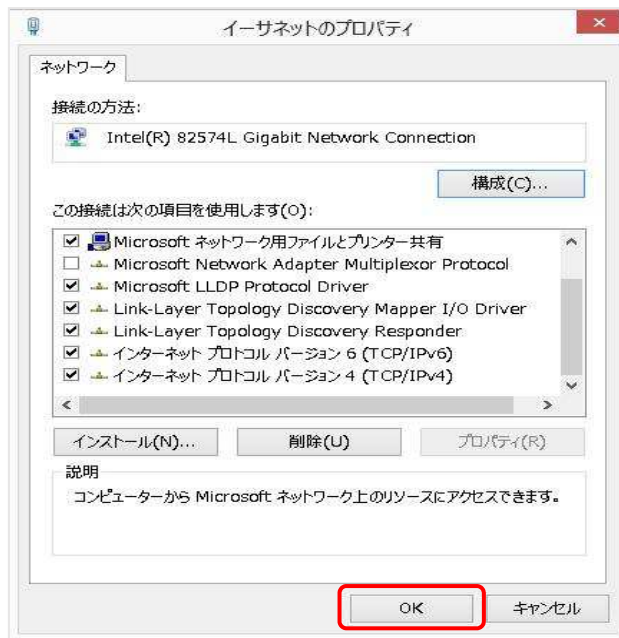 イーサネットのプロパティ
ネットワーク
接続の方法:
Intel(R) 82574L Gigabit Network Connection
構成(C)...
この接続は次の項目を使用します(O):
Microsoft ネットワーク用ファイルとプリンター共有
Microsoft Network Adapter Multiplexor Protocol
Microsoft LLDP Protocol Driver
Link-Layer Topology Discovery Mapper I/O Driver
Link-Layer Topology Discovery Responder
インターネット プロトコル バージョン 6 (TCP/IPv6)
インターネット プロトコル バージョン 4 (TCP/IPv4)
インストール(N)... 削除(U) プロパティ(R)
説明
コンピューターから Microsoft ネットワーク上のリソースにアクセスできます。
OK キャンセル